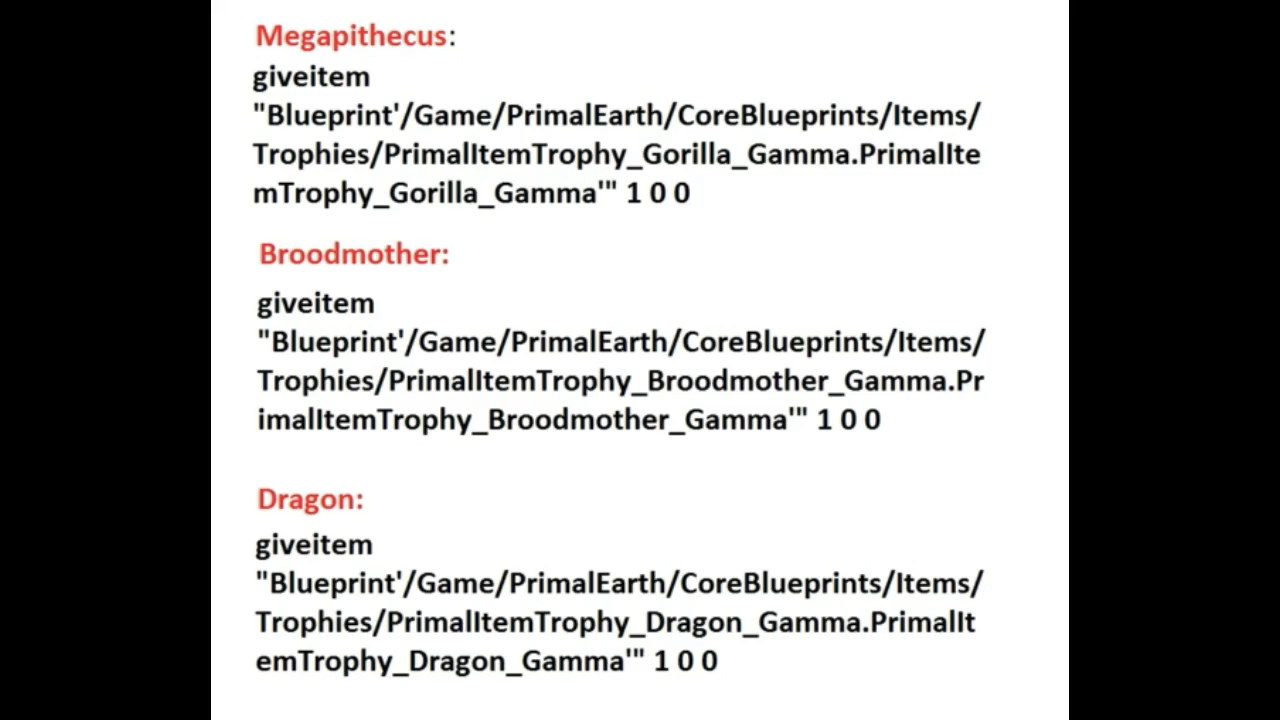 Megapithecus:
giveitem
"Blueprint'/Game/PrimalEarth/CoreBlueprints/Items/
Trophies/PrimalItemTrophy_Gorilla_Gamma.PrimalIte
mTrophy_Gorilla_Gamma'" 1 0 0
Broodmother:
giveitem
"Blueprint'/Game/PrimalEarth/CoreBlueprints/Items/
Trophies/PrimalItemTrophy_Broodmother_Gamma.Pr
imalItemTrophy_Broodmother_Gamma'" 1 0 0
Dragon:
giveitem
"Blueprint'/Game/PrimalEarth/CoreBlueprints/Items/
Trophies/PrimalItemTrophy_Dragon_Gamma.PrimalIt
emTrophy_Dragon_Gamma'" 1 0 0